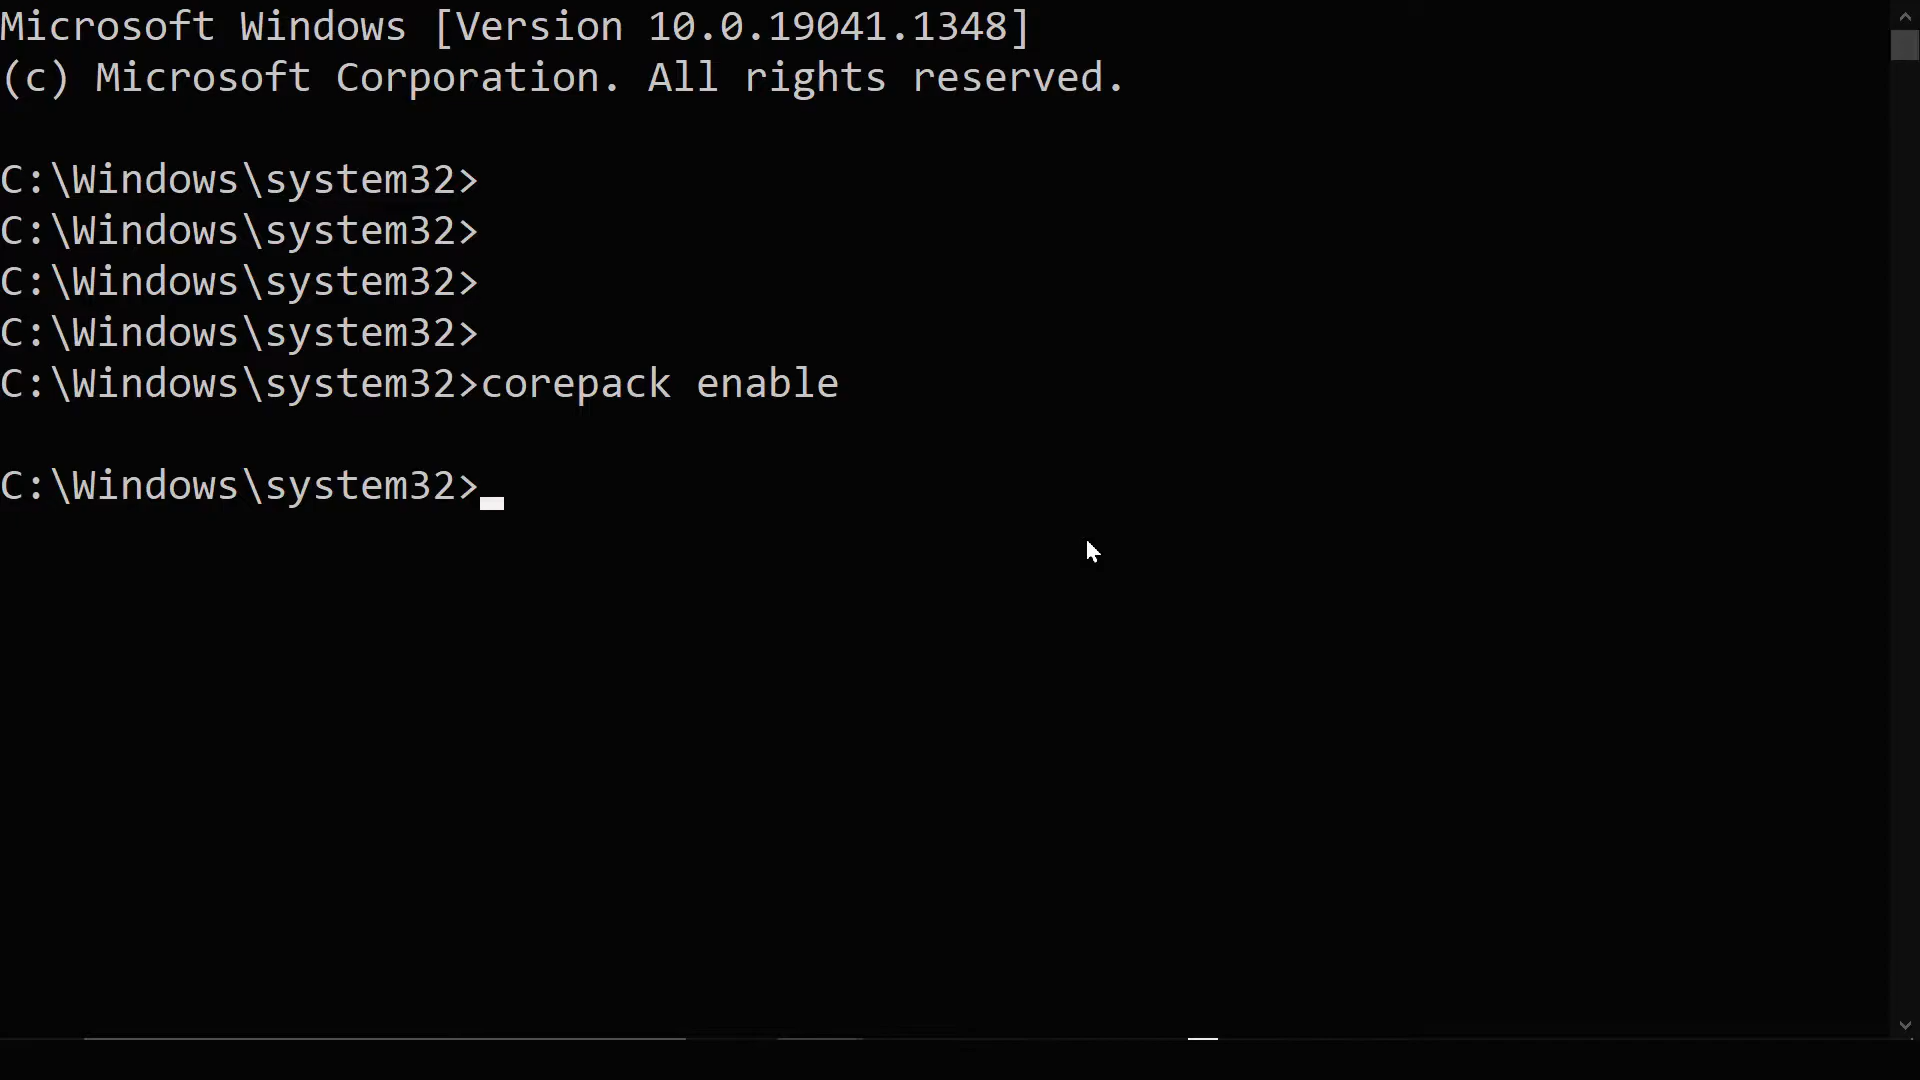 Microsoft Windows [Version 10.0.19041.1348]
(c) Microsoft Corporation. All rights reserved.
C:\Windows\system32>
C:\Windows\system32>
C:\Windows\system32>
C:\Windows\system32>
C:\Windows\system32>corepack enable
C:\Windows\system32>